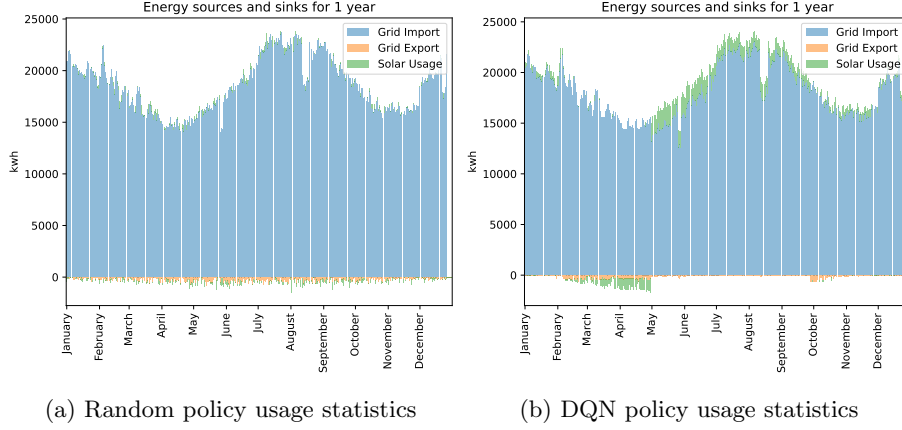 Energy sources and sinks for 1 year
Grid Import
Grid Export
Solar Usage
25000
20000
15000
10000
5000
0
kwh
January
February
March
April
May
June
July
August
September
October
November
December
(a) Random policy usage statistics
Energy sources and sinks for 1 year
Grid Import
Grid Export
Solar Usage
25000
20000
15000
10000
5000
0
kwh
January
February
March
April
May
June
July
August
September
October
November
December
(b) DQN policy usage statistics